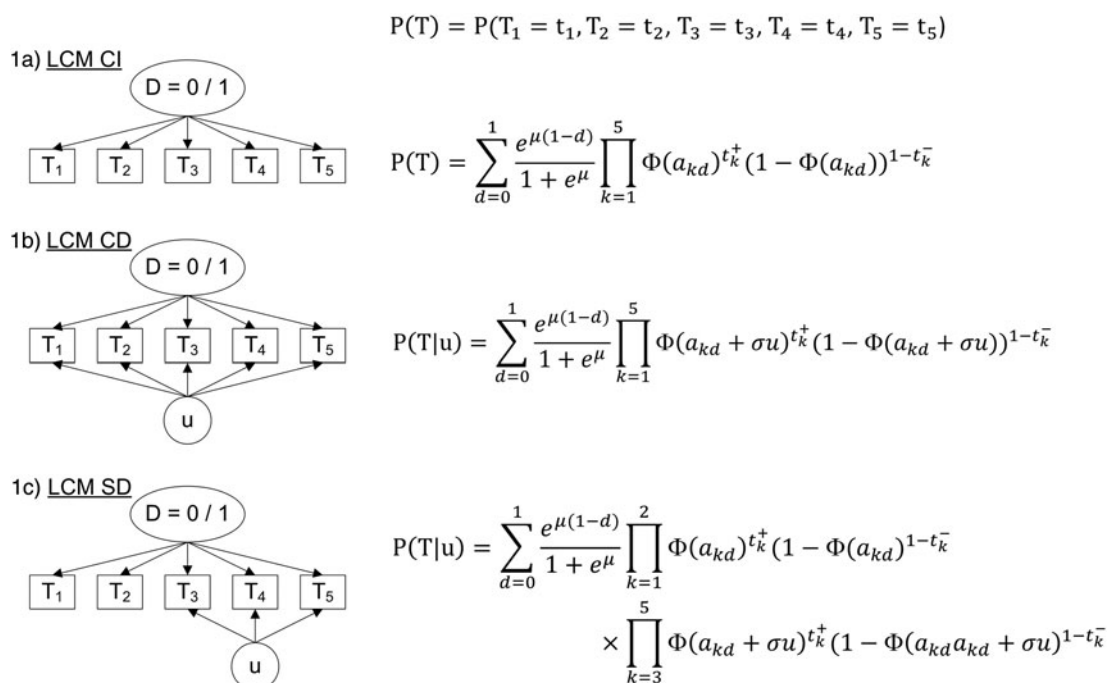 P(T) = P(T₁ = t₁, T₂ = t₂, T₃ = t₃, T₄ = t₄, T₅ = t₅)
1a) LCM CI
D = 0 / 1
T₁ T₂ T₃ T₄ T₅
P(T) = ∑_{d=0}^{1} \frac{e^{μ(1−d)}}{1 + e^{μ}} ∏_{k=1}^{5} Φ(a_{kd})^{t_k^+} (1 − Φ(a_{kd}))^{1−t_k^−}
1b) LCM CD
D = 0 / 1
T₁ T₂ T₃ T₄ T₅
u
P(T|u) = ∑_{d=0}^{1} \frac{e^{μ(1−d)}}{1 + e^{μ}} ∏_{k=1}^{5} Φ(a_{kd} + σu)^{t_k^+} (1 − Φ(a_{kd} + σu))^{1−t_k^−}
1c) LCM SD
D = 0 / 1
T₁ T₂ T₃ T₄ T₅
u
P(T|u) = ∑_{d=0}^{1} \frac{e^{μ(1−d)}}{1 + e^{μ}} ∏_{k=1}^{2} Φ(a_{kd})^{t_k^+} (1 − Φ(a_{kd})^{1−t_k^−}
× ∏_{k=3}^{5} Φ(a_{kd} + σu)^{t_k^+} (1 − Φ(a_{kd}a_{kd} + σu)^{1−t_k^−}